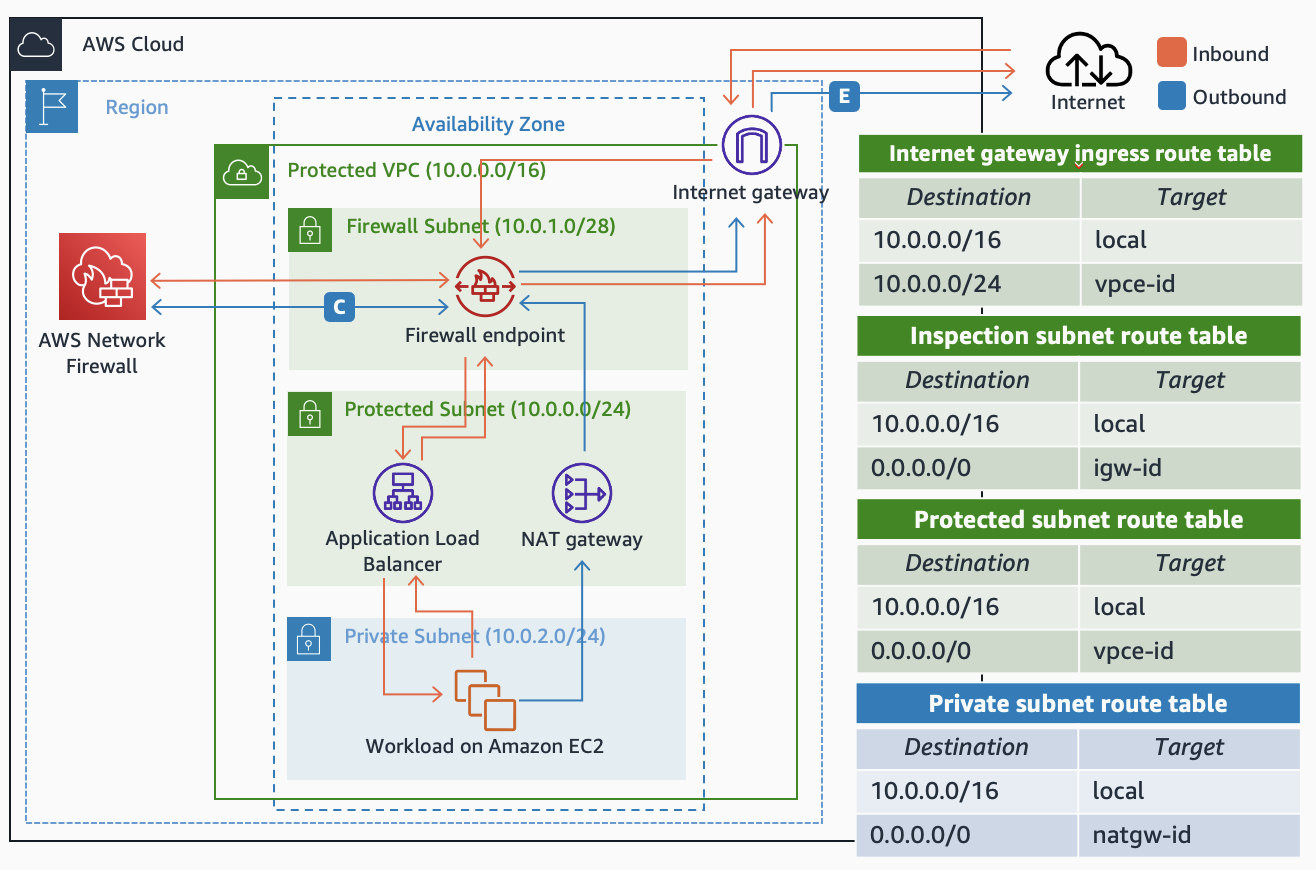 AWS Cloud
Region
Availability Zone
Protected VPC (10.0.0.0/16)
Internet gateway
E
Internet
Inbound
Outbound
Firewall Subnet (10.0.1.0/28)
Firewall endpoint
C
AWS Network
Firewall
Protected Subnet (10.0.0.0/24)
Application Load
Balancer
NAT gateway
Private Subnet (10.0.2.0/24)
Workload on Amazon EC2
Internet gateway ingress route table
Destination Target
10.0.0.0/16 local
10.0.0.0/24 vpce-id
Inspection subnet route table
Destination Target
10.0.0.0/16 local
0.0.0.0/0 igw-id
Protected subnet route table
Destination Target
10.0.0.0/16 local
0.0.0.0/0 vpce-id
Private subnet route table
Destination Target
10.0.0.0/16 local
0.0.0.0/0 natgw-id